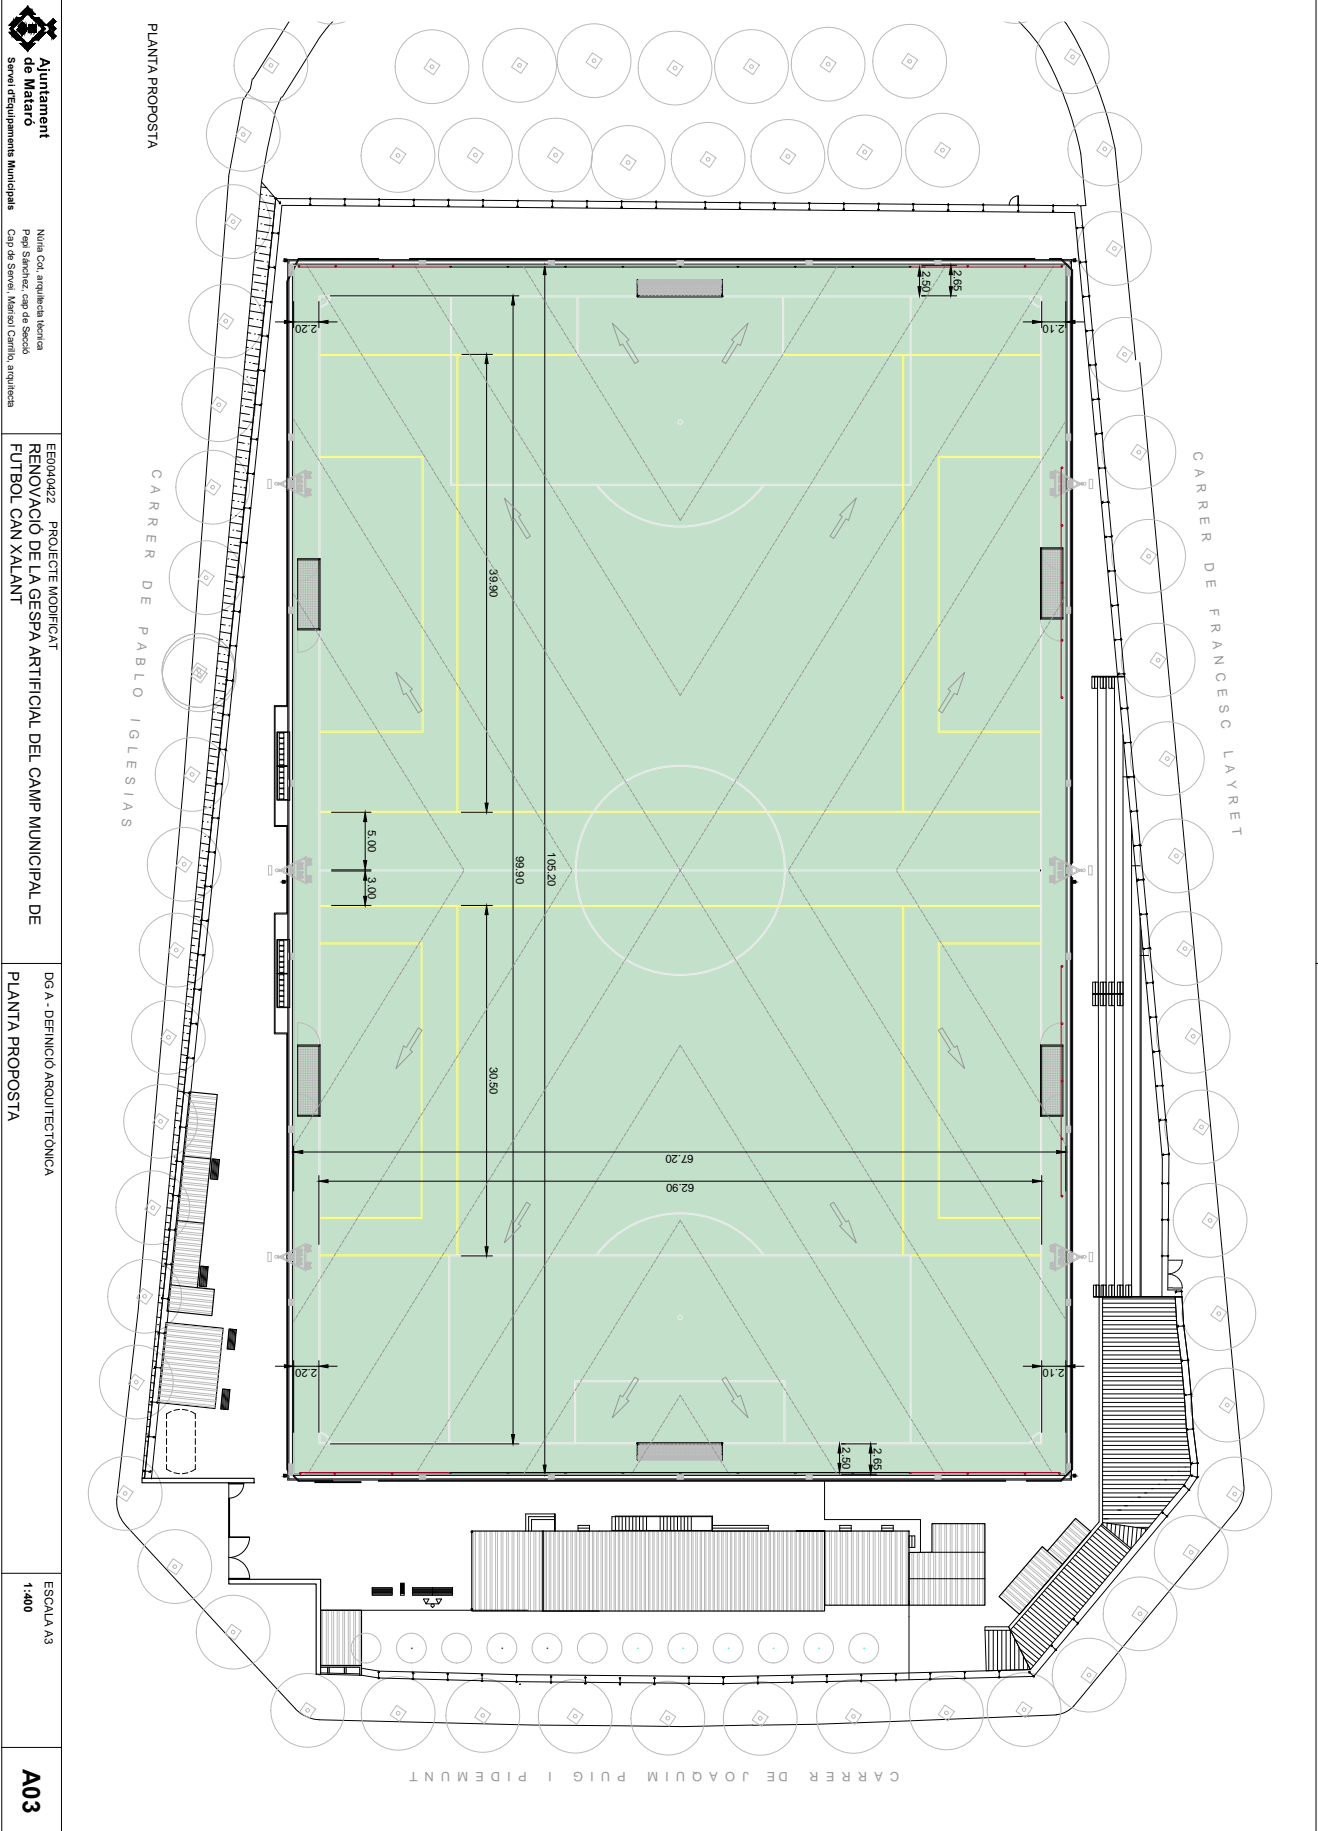 PLANTA PROPOSTA
CARRER DE FRANCESC LAYRET
CARRER DE PABLO IGLESIAS
CARRER DE JOAQUIM PUIG I PIDEMUNT
2.50
2.65
2.20
2.10
39.90
5.00
3.00
99.90
105.20
30.50
67.20
62.90
2.20
2.10
2.50
2.65
Ajuntament
de Mataró
Servei d'Equipaments Municipals
Núria Cot, arquitecta tècnica
Pepi Sánchez, cap de Secció
Cap de Servei, Marisol Carrillo, arquitecta
EE0040422 PROJECTE MODIFICAT
RENOVACIÓ DE LA GESPA ARTIFICIAL DEL CAMP MUNICIPAL DE
FUTBOL CAN XALANT
DG A - DEFINICIÓ ARQUITECTÒNICA
PLANTA PROPOSTA
ESCALA A3
1:400
A03